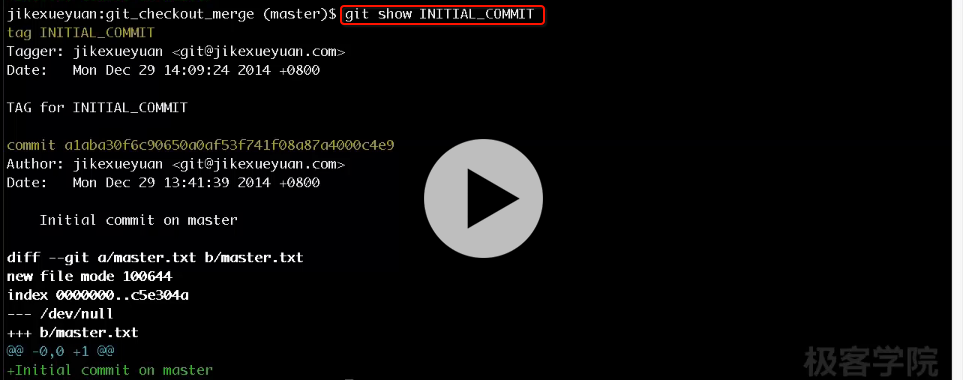 jikexueyuan:git_checkout_merge (master)$ git show INITIAL_COMMIT
tag INITIAL_COMMIT
Tagger: jikexueyuan <git@jikexueyuan.com>
Date:   Mon Dec 29 14:09:24 2014 +0800
TAG for INITIAL_COMMIT
commit a1aba30f6c90650a0af53f741f08a87a4000c4e9
Author: jikexueyuan <git@jikexueyuan.com>
Date:   Mon Dec 29 13:41:39 2014 +0800
    Initial commit on master
diff --git a/master.txt b/master.txt
new file mode 100644
index 0000000..c5e304a
--- /dev/null
+++ b/master.txt
@@ -0,0 +1 @@
+Initial commit on master
极客学院